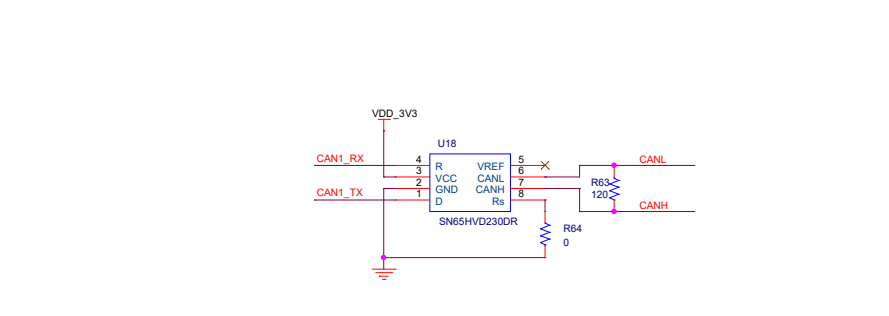 VDD_3V3
U18
CAN1_RX 4 R VREF 5 CANL
3 VCC CANL 6
2 GND CANH 7 R63
CAN1_TX 1 D Rs 8 120 CANH
SN65HVD230DR
R64
0